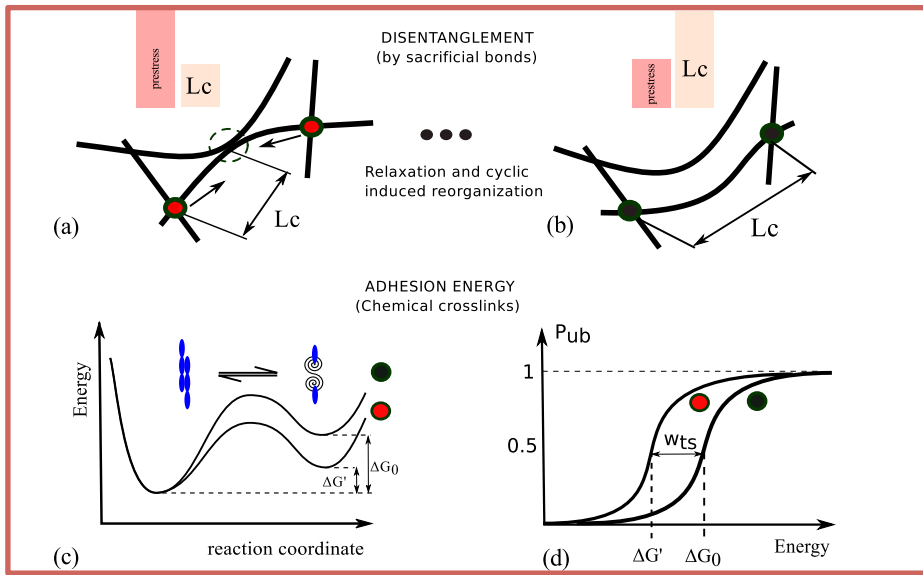 DISENTANGLEMENT
(by sacrificial bonds)
prestress
Lc
Lc
(a)
Relaxation and cyclic
induced reorganization
prestress
Lc
Lc
(b)
ADHESION ENERGY
(Chemical crosslinks)
Energy
ΔG'
ΔG₀
reaction coordinate
(c)
Pub
1
0.5
wts
ΔG'
ΔG₀
Energy
(d)